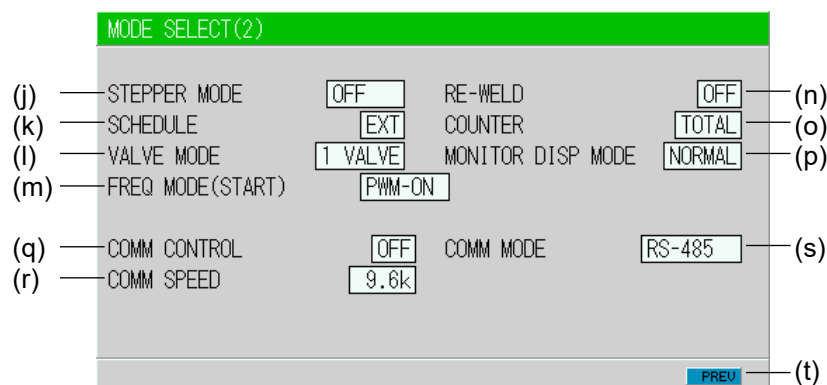 MODE SELECT(2)
(j) STEPPER MODE OFF RE-WELD OFF (n)
(k) SCHEDULE EXT COUNTER TOTAL (o)
(l) VALVE MODE 1 VALVE MONITOR DISP MODE NORMAL (p)
(m) FREQ MODE(START) PWM-ON
(q) COMM CONTROL OFF COMM MODE RS-485 (s)
(r) COMM SPEED 9.6k
PREV (t)